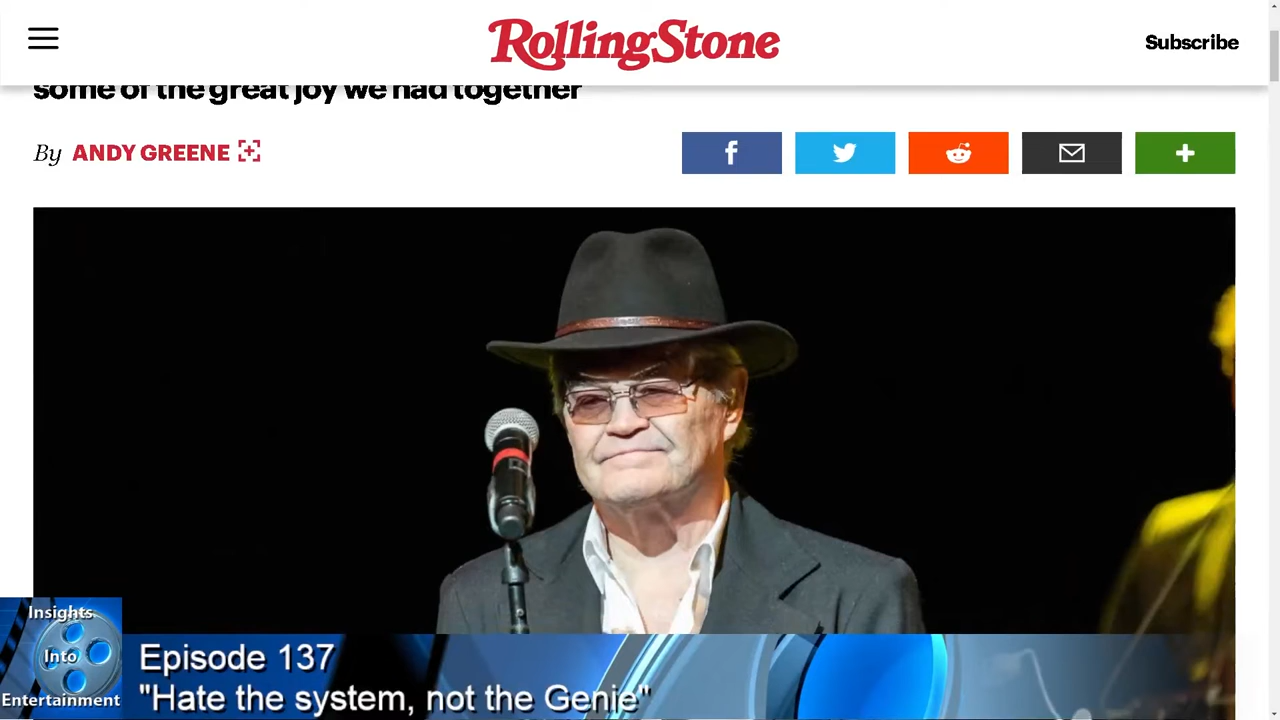 RollingStone
Subscribe
some of the great joy we had together
By ANDY GREENE
Insights
Into
Entertainment
Episode 137
"Hate the system, not the Genie"